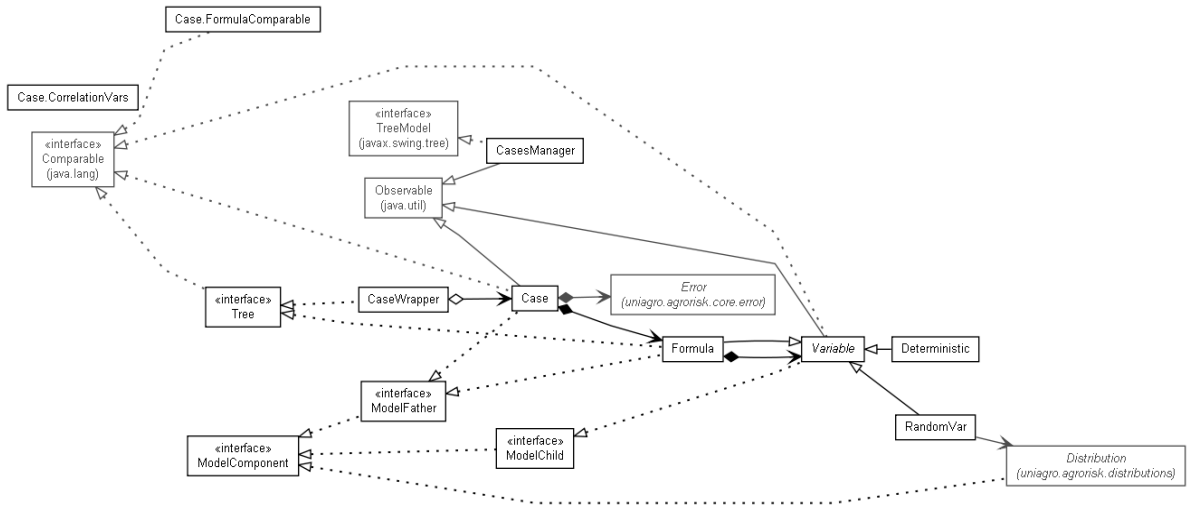 Case.FormulaComparable
Case.CorrelationVars
«interface»
Comparable
(java.lang)
«interface»
TreeModel
(javax.swing.tree)
CasesManager
Observable
(java.util)
«interface»
Tree
CaseWrapper
Case
Error
(uniagro.agrorisk.core.error)
Formula
Variable
Deterministic
«interface»
ModelFather
RandomVar
«interface»
ModelComponent
«interface»
ModelChild
Distribution
(uniagro.agrorisk.distributions)